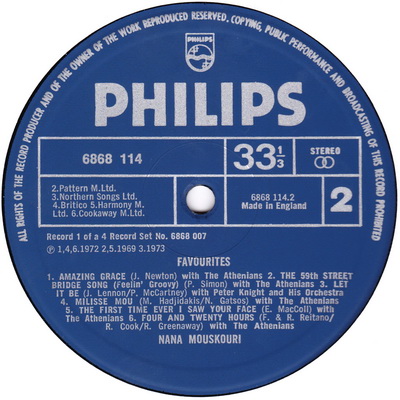 ALL RIGHTS OF THE RECORD PRODUCER AND OF THE OWNER OF THE WORK REPRODUCED RESERVED. COPYING, PUBLIC PERFORMANCE AND BROADCASTING OF THIS RECORD PROHIBITED
PHILIPS
PHILIPS
6868 114
33⅓
STEREO
2.Pattern M.Ltd.
3.Northern Songs Ltd.
4.Britico 5.Harmony M.
Ltd. 6.Cookaway M.Ltd.
6868 114.2
Made in England
2
Record 1 of a 4 Record Set No. 6868 007
℗ 1,4,6.1972 2,5.1969 3.1973
FAVOURITES
1. AMAZING GRACE (J. Newton) with The Athenians 2. THE 59th STREET
BRIDGE SONG (Feelin' Groovy) (P. Simon) with The Athenians 3. LET
IT BE (J. Lennon/P. McCartney) with Peter Knight and His Orchestra
4. MILISSE MOU (M. Hadjidakis/N. Gatsos) with The Athenians
5. THE FIRST TIME EVER I SAW YOUR FACE (E. MacColl) with The
Athenians 6. FOUR AND TWENTY HOURS (F. & R. Reitano/
R. Cook/R. Greenaway) with The Athenians
NANA MOUSKOURI